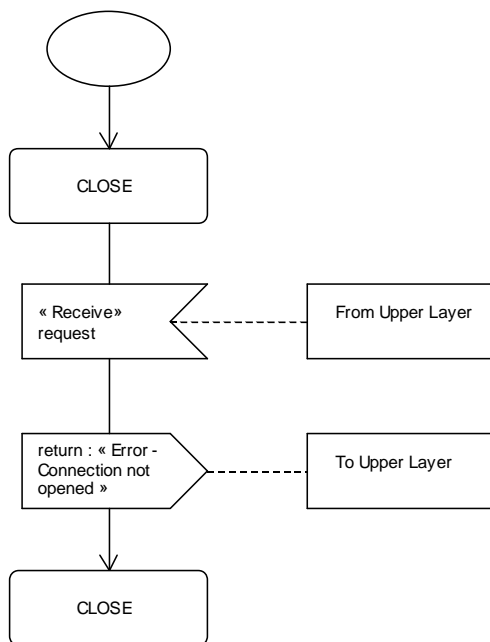 CLOSE
« Receive»
request
From Upper Layer
return : « Error -
Connection not
opened »
To Upper Layer
CLOSE